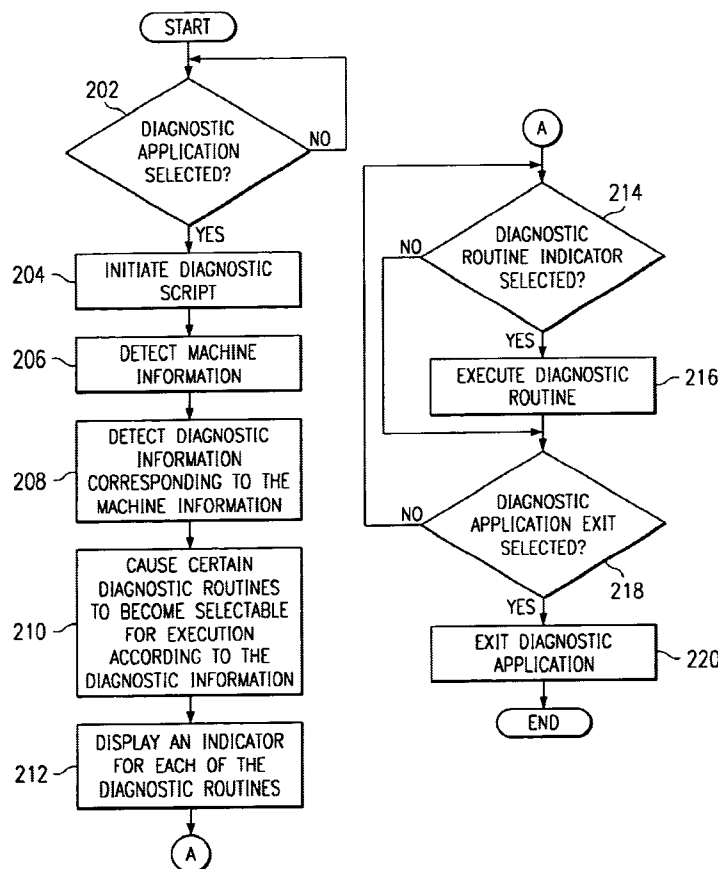 START
202
DIAGNOSTIC
APPLICATION
SELECTED?
NO
YES
204
INITIATE DIAGNOSTIC
SCRIPT
206
DETECT MACHINE
INFORMATION
208
DETECT DIAGNOSTIC
INFORMATION
CORRESPONDING TO THE
MACHINE INFORMATION
210
CAUSE CERTAIN
DIAGNOSTIC ROUTINES
TO BECOME SELECTABLE
FOR EXECUTION
ACCORDING TO THE
DIAGNOSTIC INFORMATION
212
DISPLAY AN INDICATOR
FOR EACH OF THE
DIAGNOSTIC ROUTINES
A
A
214
DIAGNOSTIC
ROUTINE INDICATOR
SELECTED?
NO
YES
EXECUTE DIAGNOSTIC
ROUTINE
216
DIAGNOSTIC
APPLICATION EXIT
SELECTED?
NO
218
YES
EXIT DIAGNOSTIC
APPLICATION
220
END